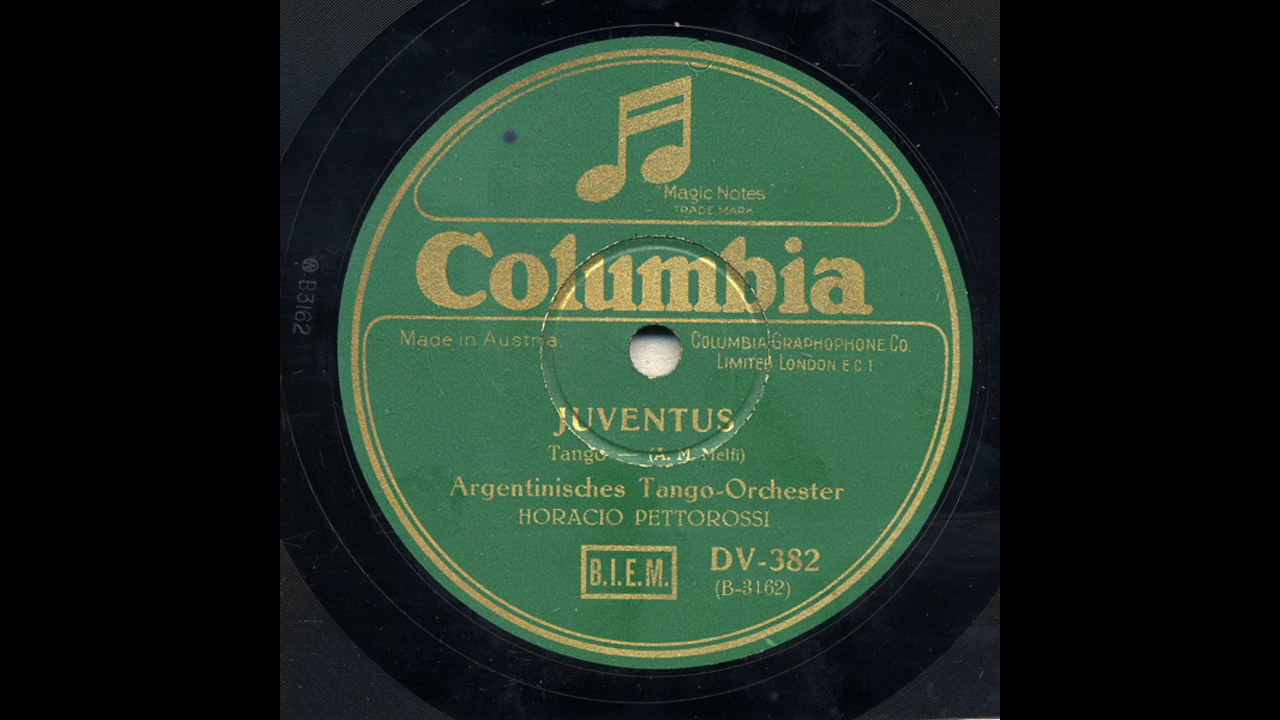 "Magic Notes"
TRADE MARK
Columbia
Made in Austria.
COLUMBIA GRAPHOPHONE Co.
LIMITED LONDON E C 1
JUVENTUS
Tango — (A. M. Melfi)
Argentinisches Tango-Orchester
HORACIO PETTOROSSI
B.I.E.M.
DV-382
(B-3162)
W B3162